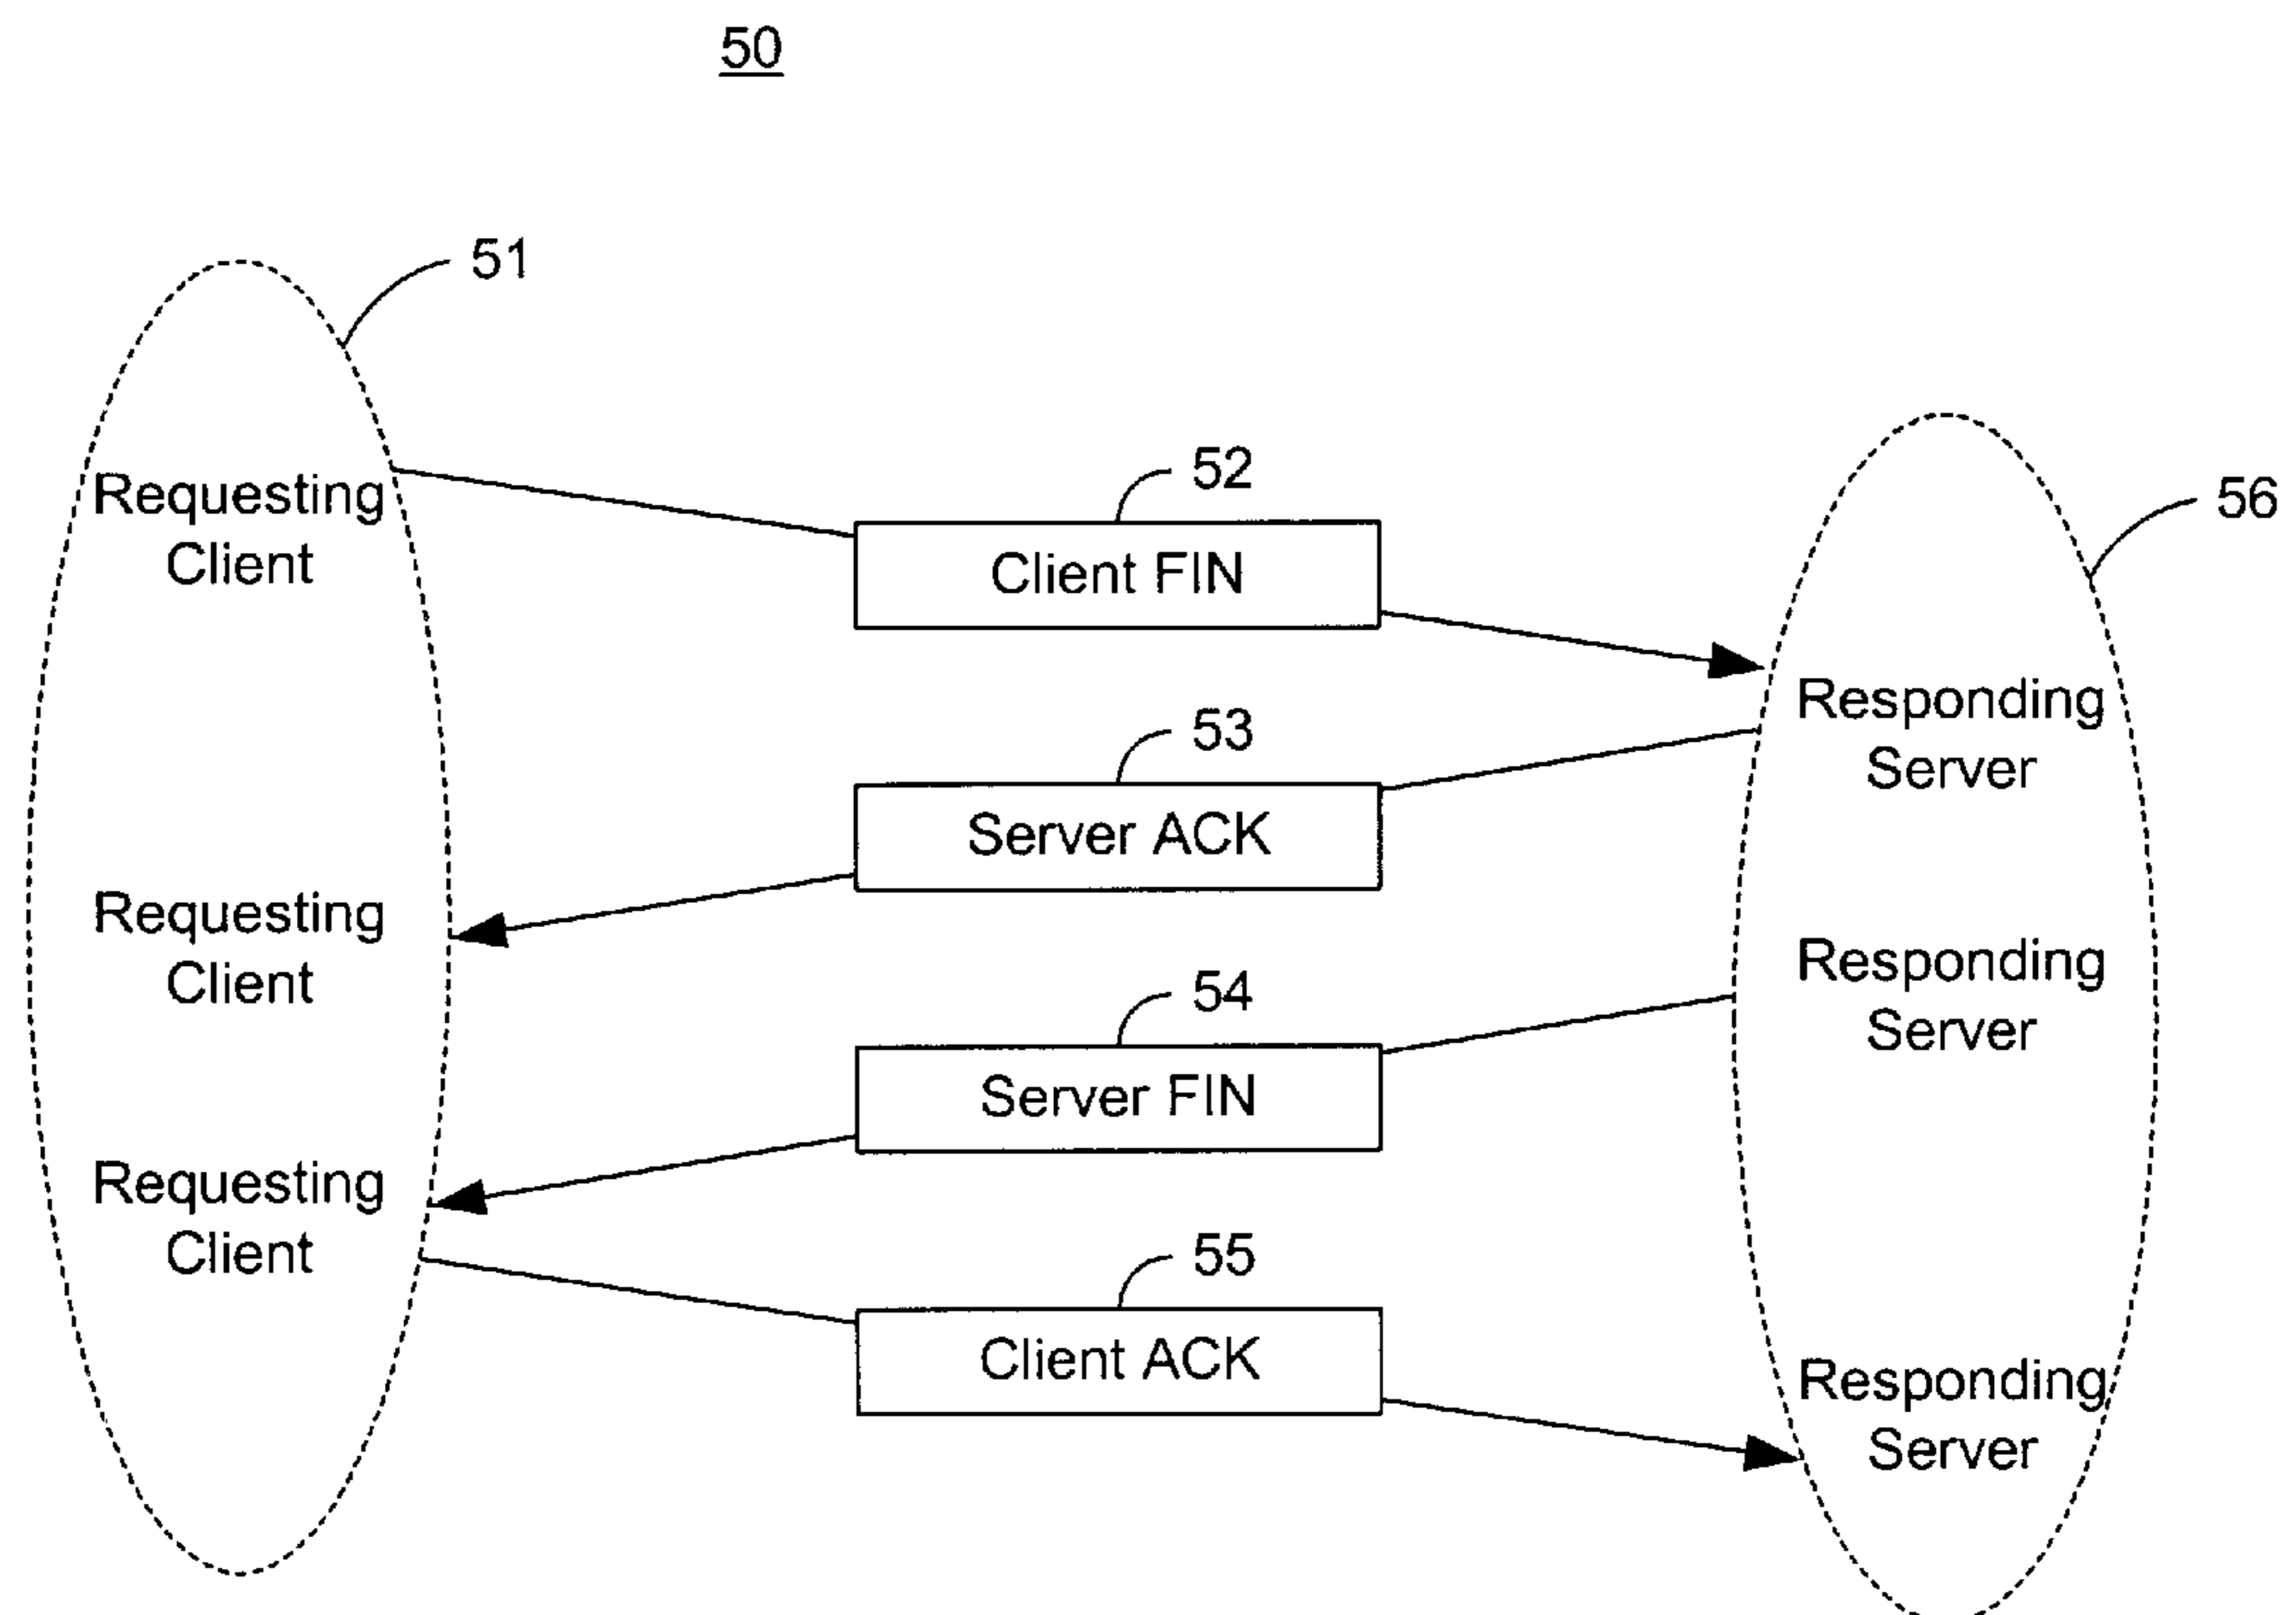 50
51
52
56
Requesting
Client
Client FIN
53
Responding
Server
Server ACK
Requesting
Client
54
Responding
Server
Server FIN
Requesting
Client
55
Client ACK
Responding
Server